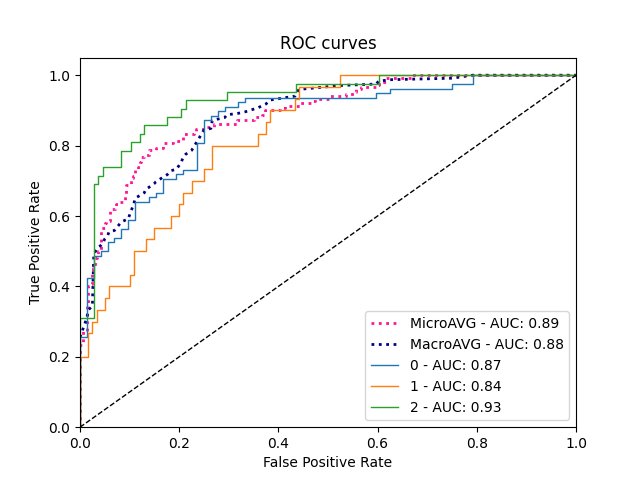 ROC curves
True Positive Rate
1.0
0.8
0.6
0.4
0.2
0.0
MicroAVG - AUC: 0.89
MacroAVG - AUC: 0.88
0 - AUC: 0.87
1 - AUC: 0.84
2 - AUC: 0.93
0.0 0.2 0.4 0.6 0.8 1.0
False Positive Rate